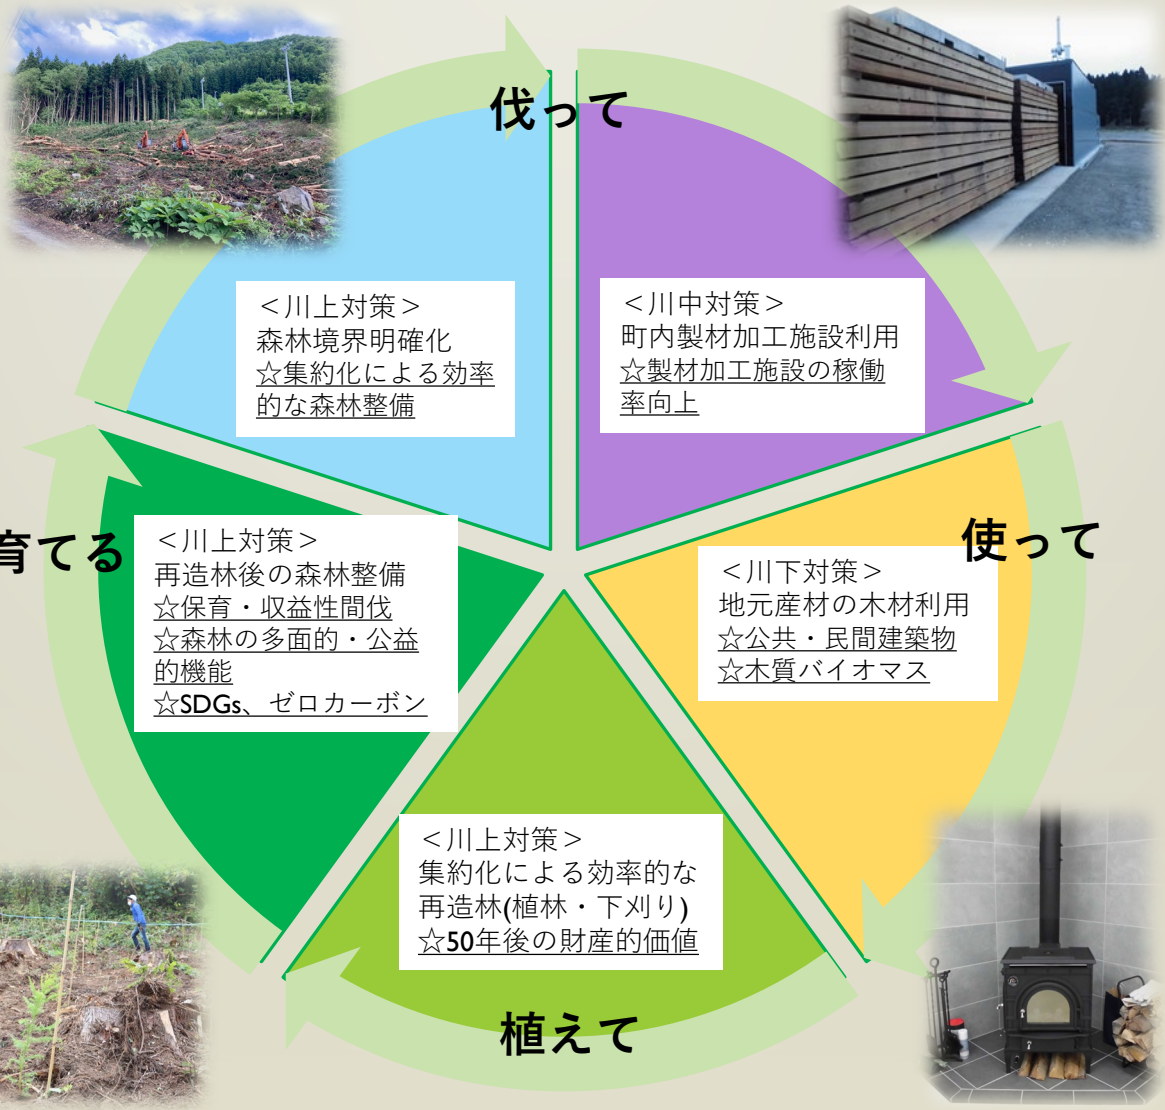 伐って
＜川上対策＞
森林境界明確化
☆集約化による効率
的な森林整備
＜川中対策＞
町内製材加工施設利用
☆製材加工施設の稼働
率向上
使って
＜川下対策＞
地元産材の木材利用
☆公共・民間建築物
☆木質バイオマス
植えて
＜川上対策＞
集約化による効率的な
再造林(植林・下刈り)
☆50年後の財産的価値
育てる
＜川上対策＞
再造林後の森林整備
☆保育・収益性間伐
☆森林の多面的・公益
的機能
☆SDGs、ゼロカーボン